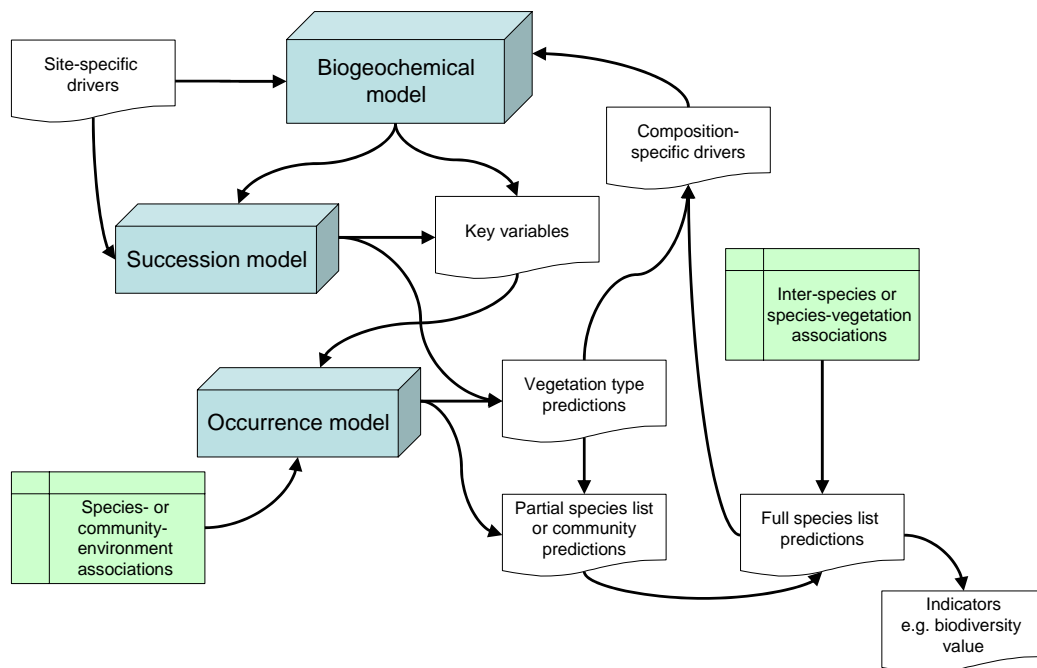 Site-specific
drivers
Biogeochemical
model
Composition-
specific drivers
Succession model
Key variables
Inter-species or
species-vegetation
associations
Vegetation type
predictions
Occurrence model
Species- or
community-
environment
associations
Partial species list
or community
predictions
Full species list
predictions
Indicators
e.g. biodiversity
value